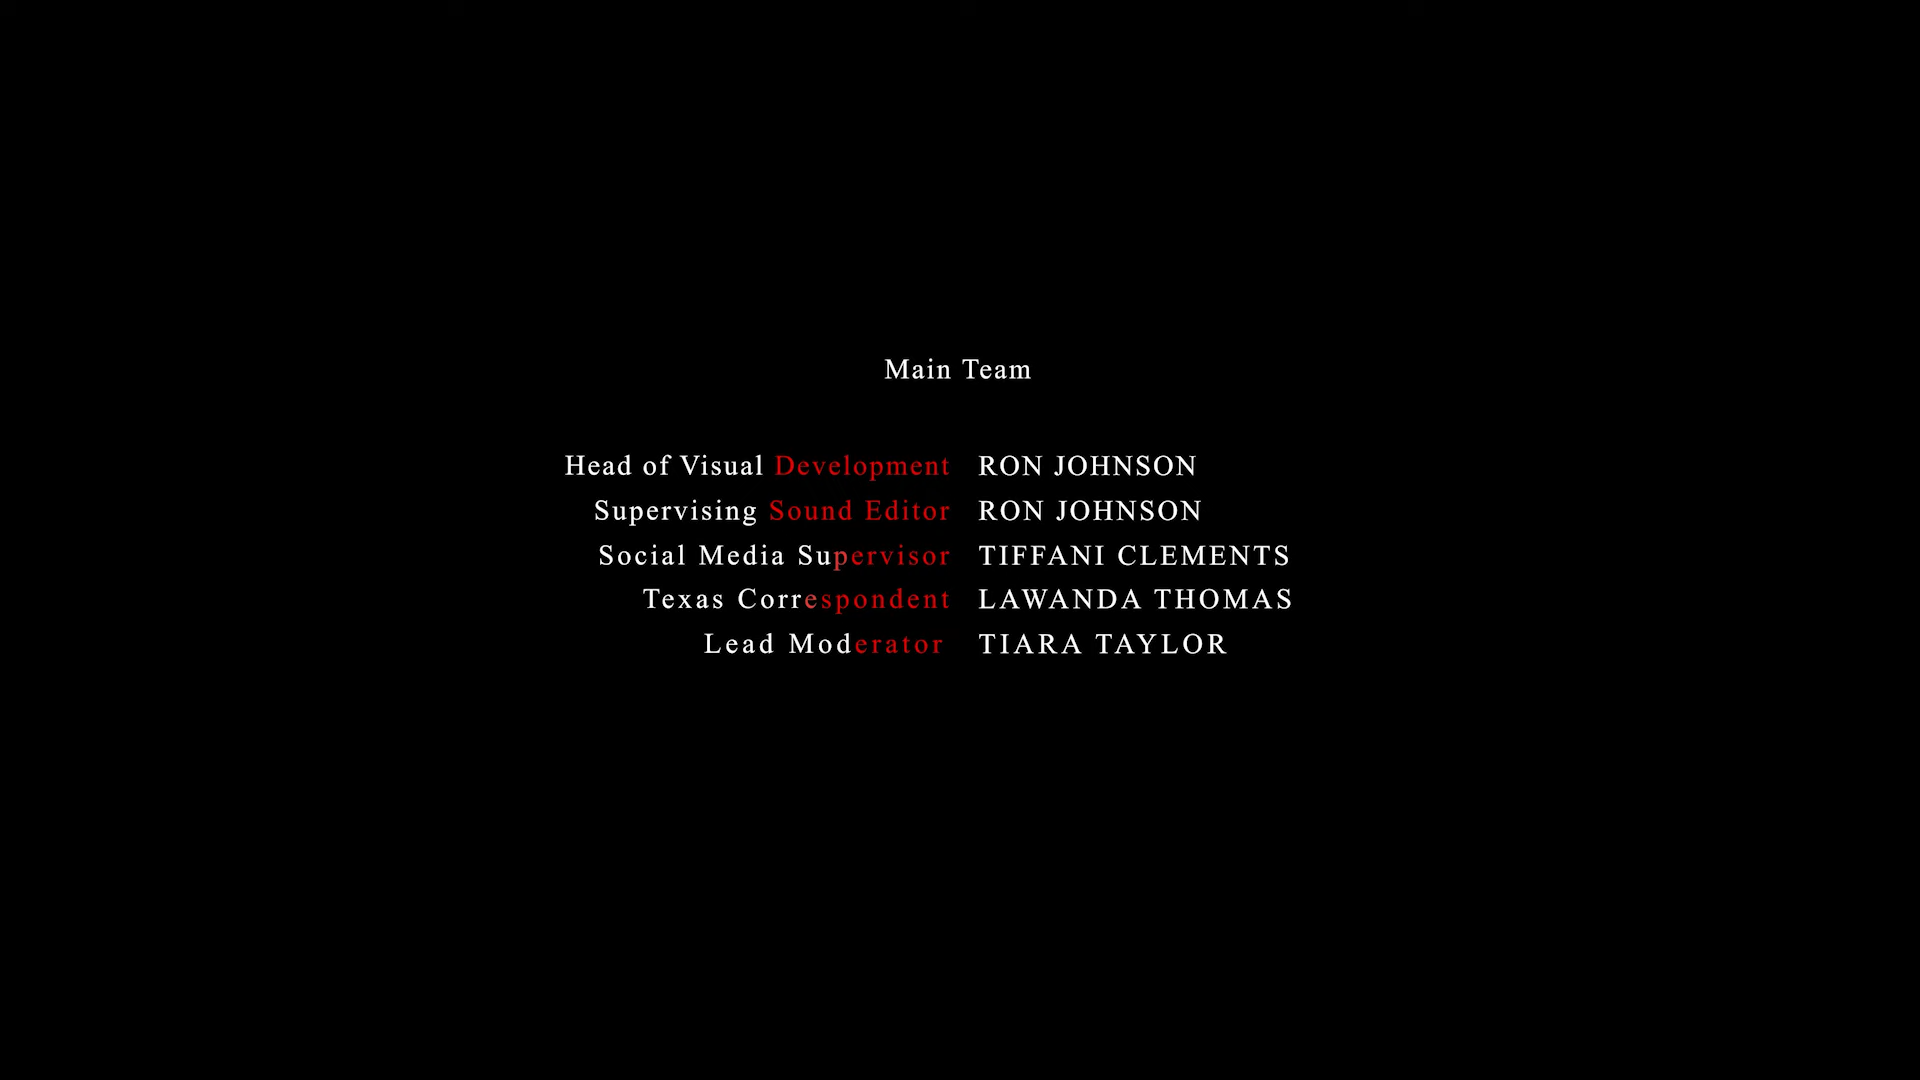 Main Team
Head of Visual Development RON JOHNSON
Supervising Sound Editor RON JOHNSON
Social Media Supervisor TIFFANI CLEMENTS
Texas Correspondent LAWANDA THOMAS
Lead Moderator TIARA TAYLOR